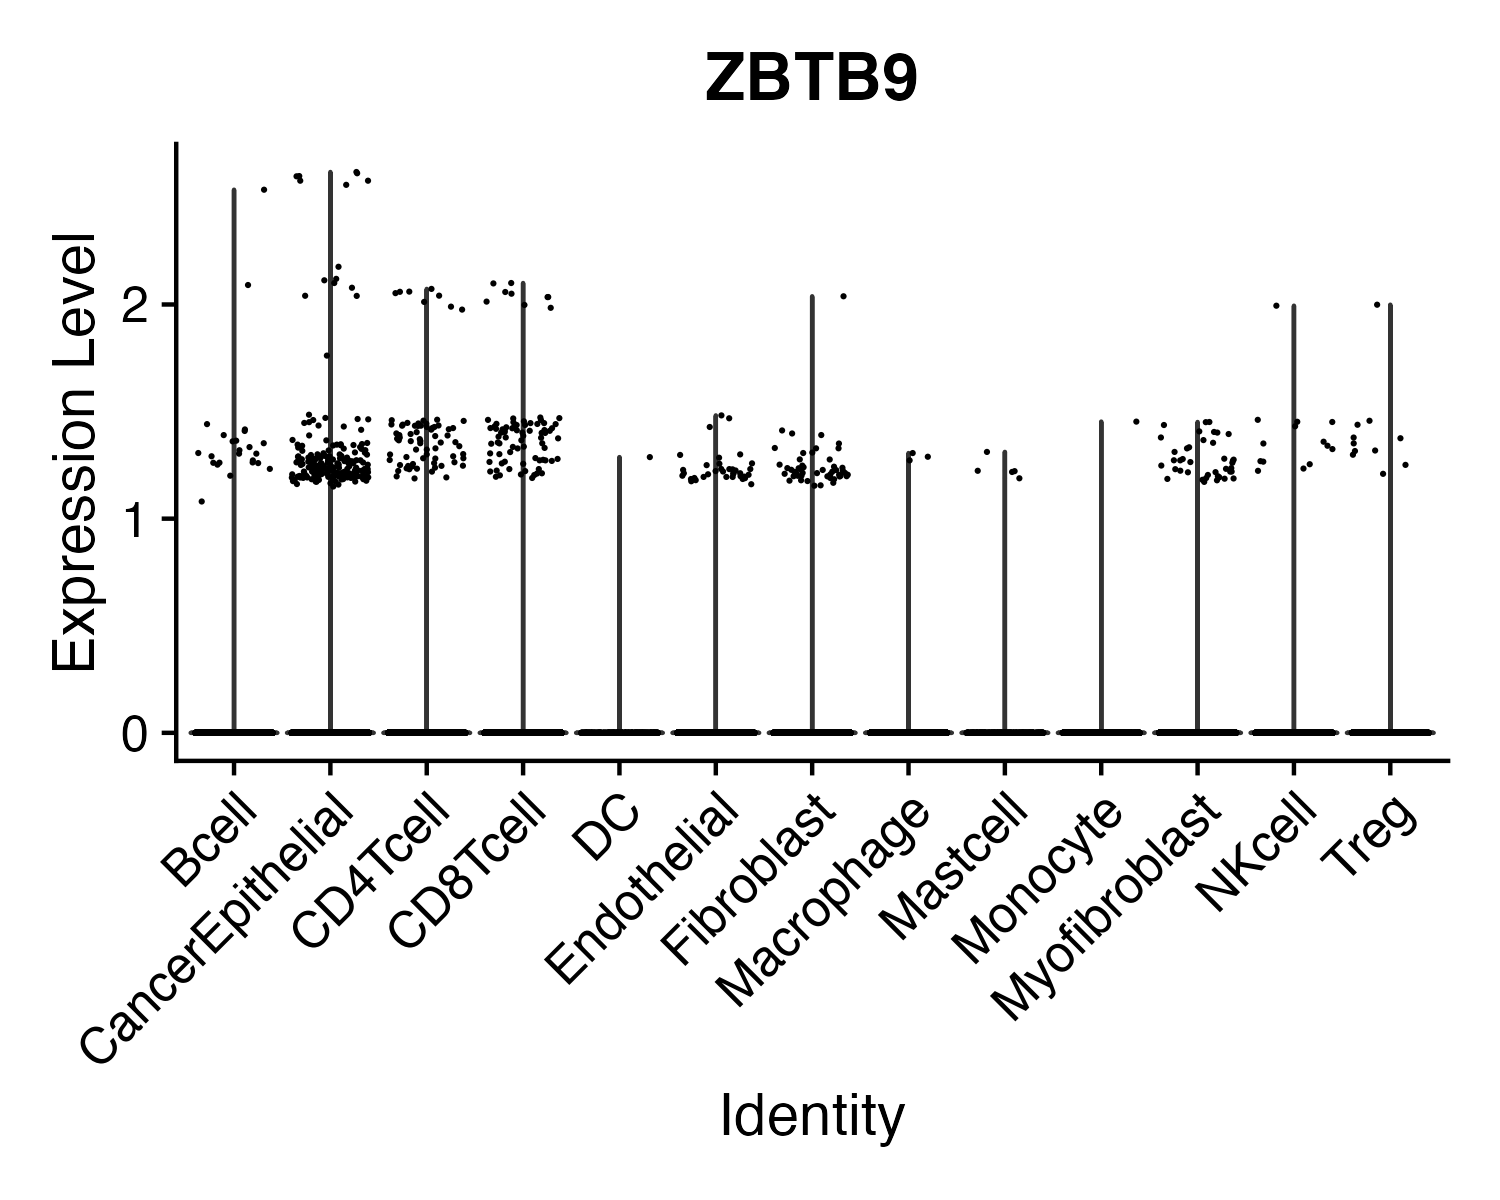 ZBTB9
Expression Level
2
1
0
Bcell
CancerEpithelial
CD4Tcell
CD8Tcell
DC
Endothelial
Fibroblast
Macrophage
Mastcell
Monocyte
Myofibroblast
NKcell
Treg
Identity